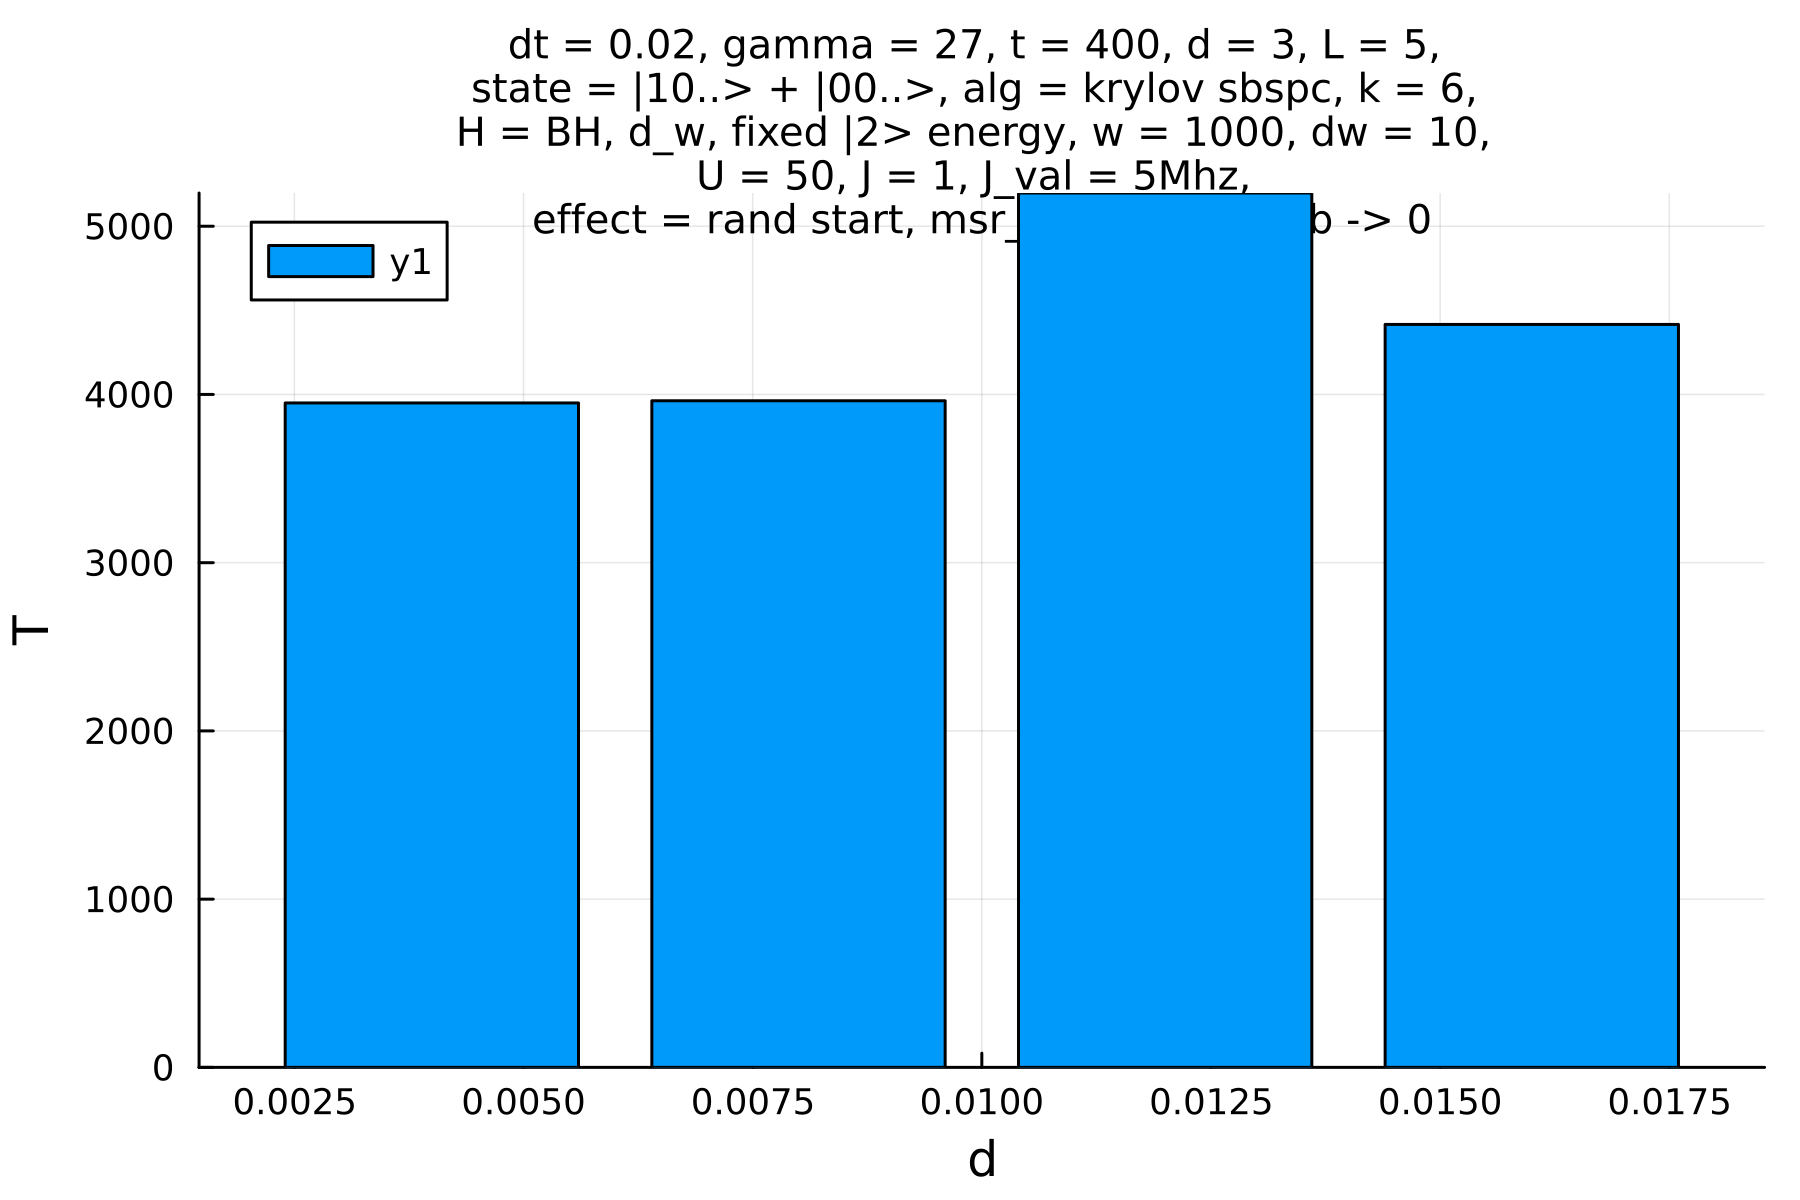 dt = 0.02, gamma = 27, t = 400, d = 3, L = 5,
state = |10..> + |00..>, alg = krylov sbspc, k = 6,
H = BH, d_w, fixed |2> energy, w = 1000, dw = 10,
U = 50, J = 1, J_val = 5Mhz,
effect = rand start, msr_ b -> 0
y1
5000
4000
3000
2000
1000
0
T
0.0025 0.0050 0.0075 0.0100 0.0125 0.0150 0.0175
d